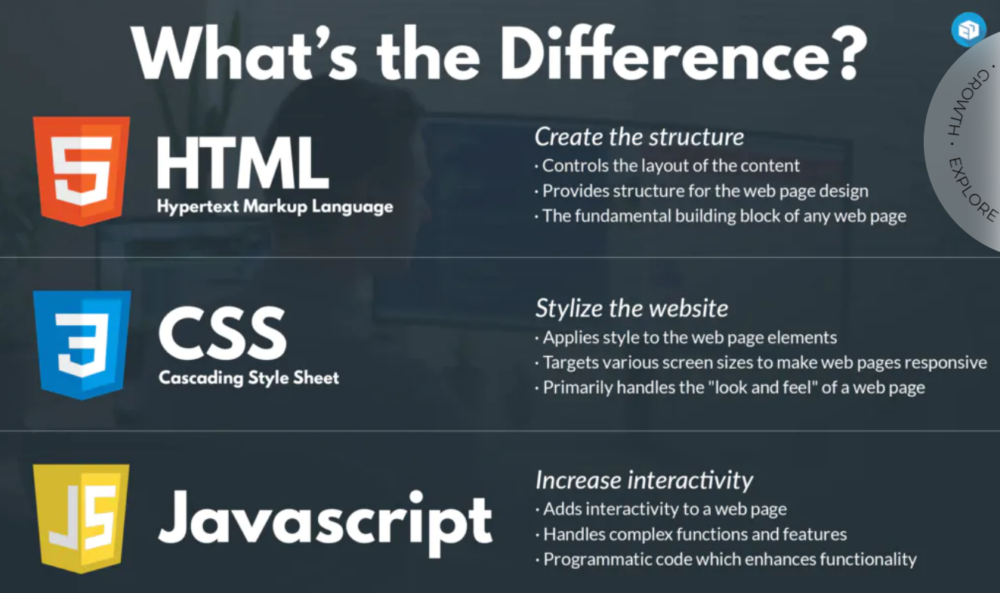 What's the Difference?
5
HTML
Hypertext Markup Language
Create the structure
· Controls the layout of the content
· Provides structure for the web page design
· The fundamental building block of any web page
· GROWTH · EXPLORE
3
CSS
Cascading Style Sheet
Stylize the website
· Applies style to the web page elements
· Targets various screen sizes to make web pages responsive
· Primarily handles the "look and feel" of a web page
JS
Javascript
Increase interactivity
· Adds interactivity to a web page
· Handles complex functions and features
· Programmatic code which enhances functionality